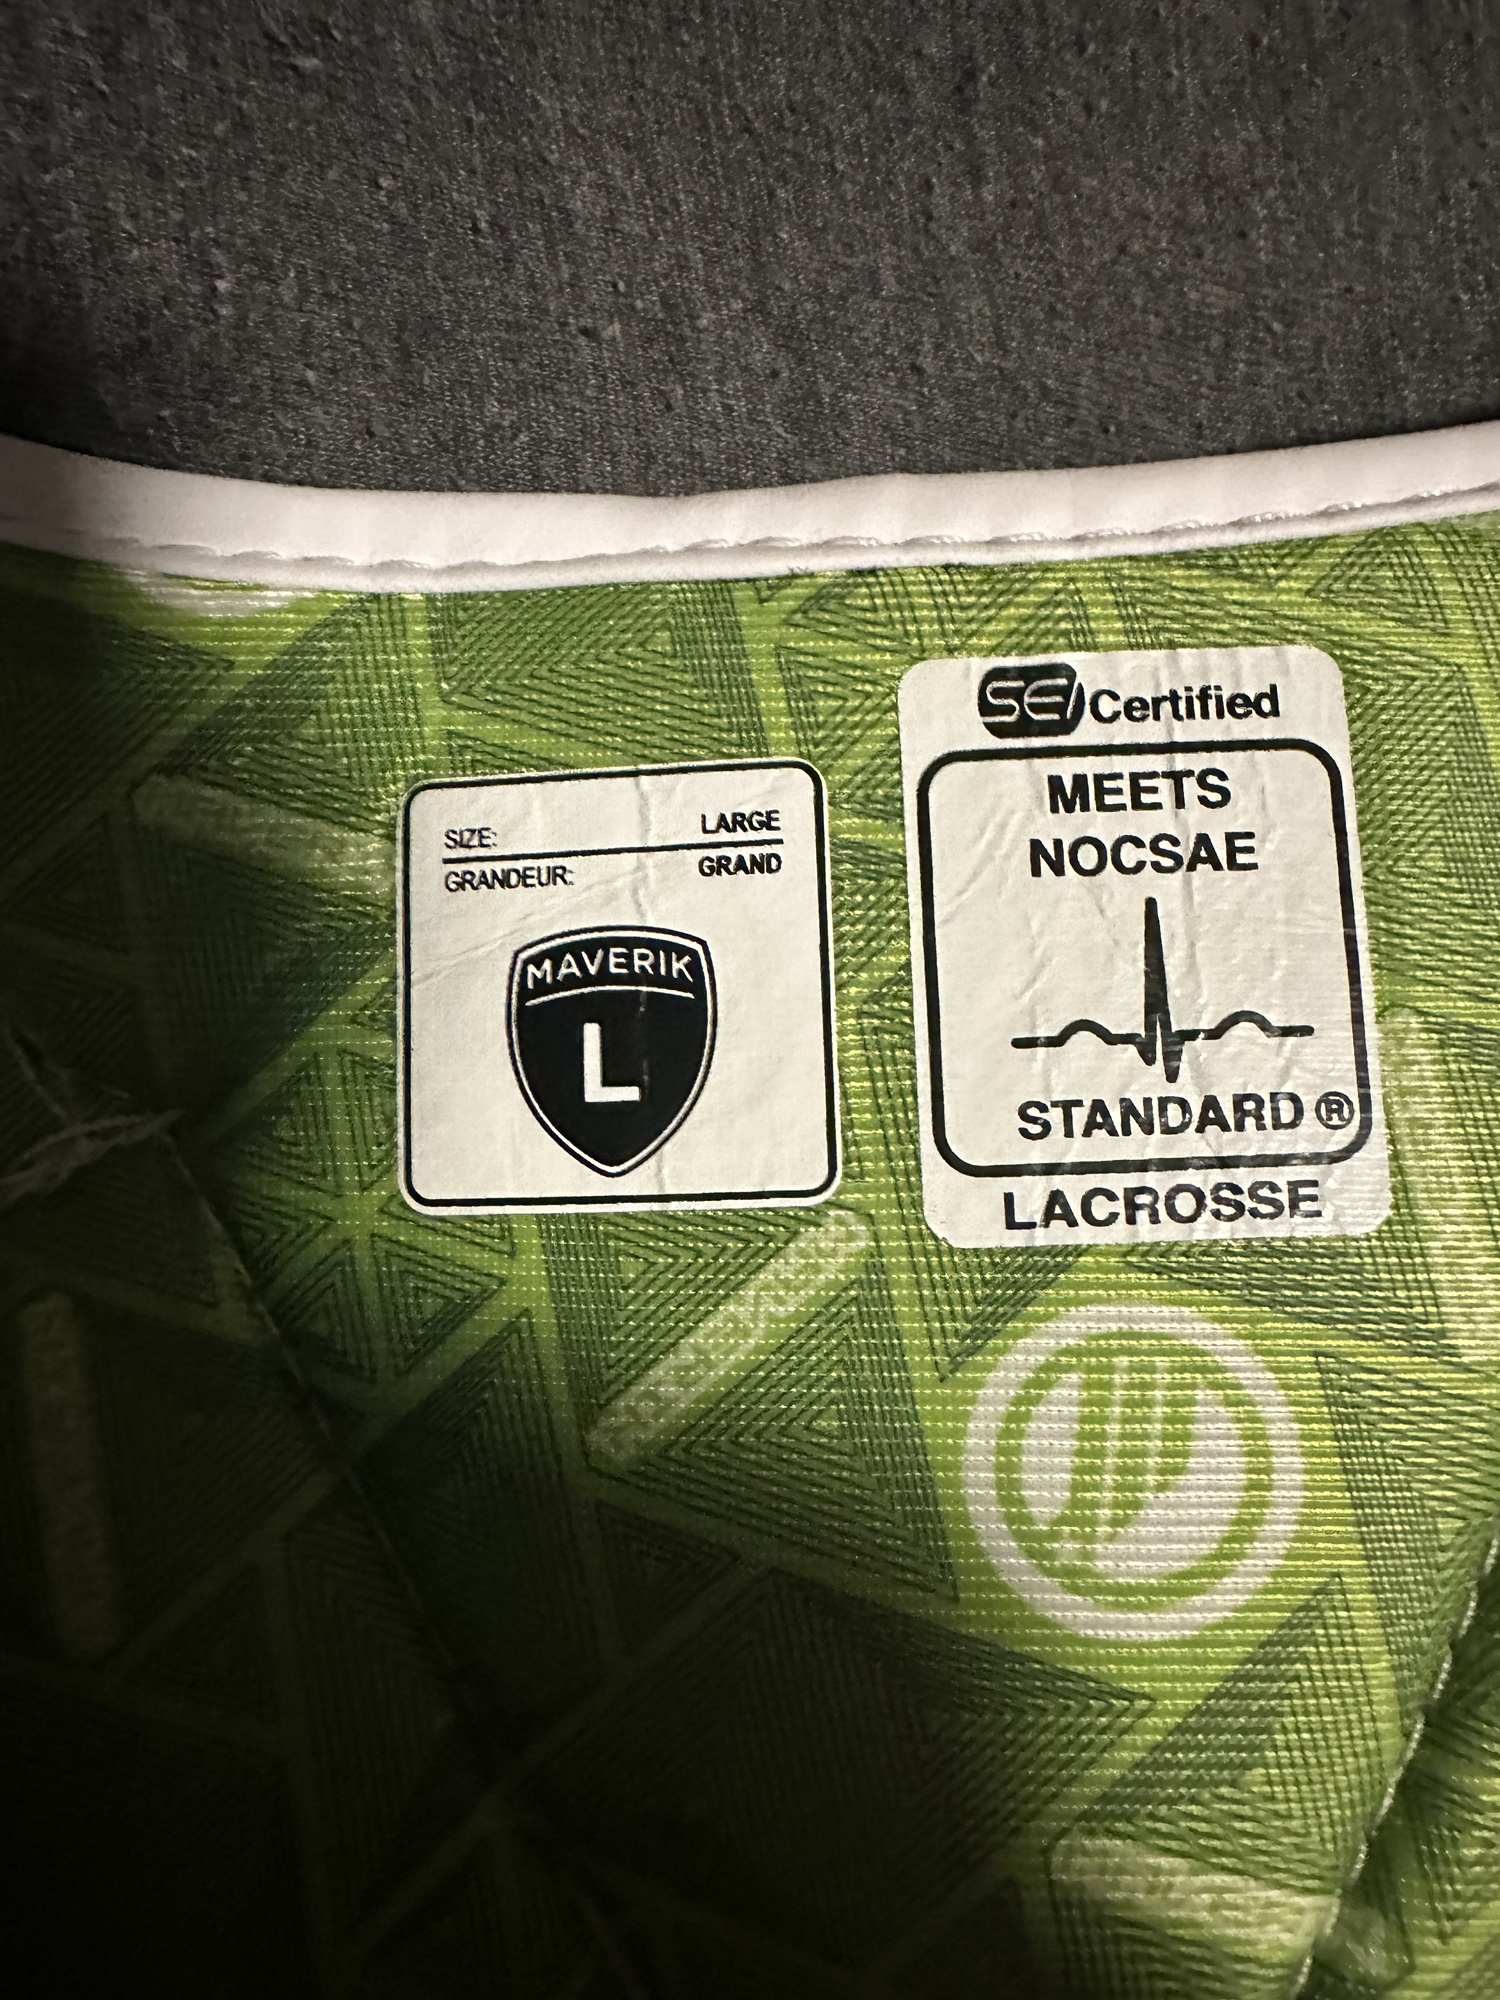 SIZE: LARGE
GRANDEUR: GRAND
MAVERIK
L
SEI Certified
MEETS
NOCSAE
STANDARD ®
LACROSSE